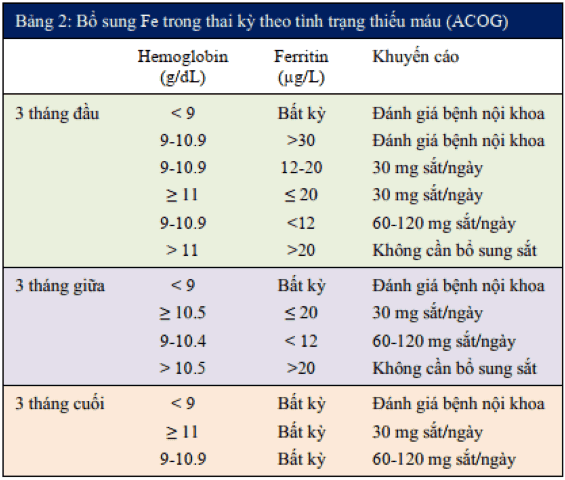 Bảng 2: Bổ sung Fe trong thai kỳ theo tình trạng thiếu máu (ACOG)
Hemoglobin (g/dL) Ferritin (µg/L) Khuyến cáo
3 tháng đầu < 9 Bất kỳ Đánh giá bệnh nội khoa
9-10.9 >30 Đánh giá bệnh nội khoa
9-10.9 12-20 30 mg sắt/ngày
≥ 11 ≤ 20 30 mg sắt/ngày
9-10.9 <12 60-120 mg sắt/ngày
> 11 >20 Không cần bổ sung sắt
3 tháng giữa < 9 Bất kỳ Đánh giá bệnh nội khoa
≥ 10.5 ≤ 20 30 mg sắt/ngày
9-10.4 < 12 60-120 mg sắt/ngày
> 10.5 >20 Không cần bổ sung sắt
3 tháng cuối < 9 Bất kỳ Đánh giá bệnh nội khoa
≥ 11 Bất kỳ 30 mg sắt/ngày
9-10.9 Bất kỳ 60-120 mg sắt/ngày